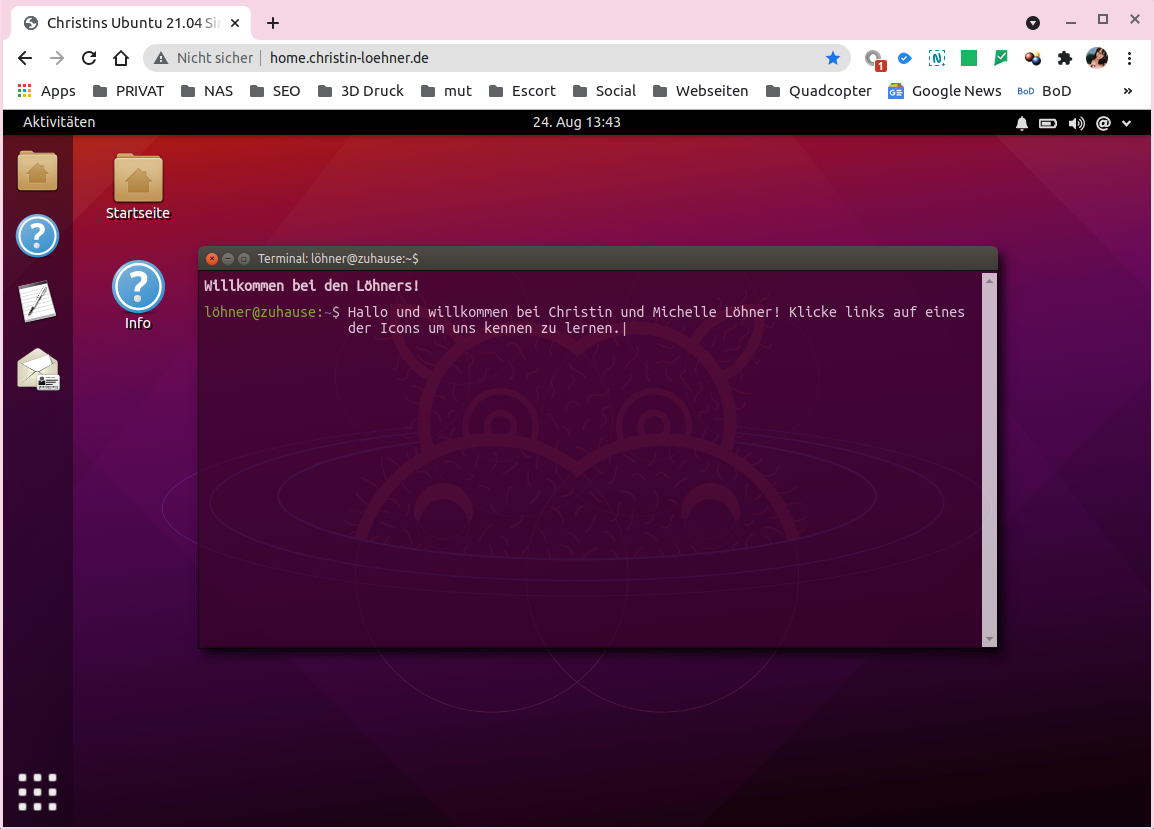 Christins Ubuntu 21.04 Sir
Nicht sicher home.christin-loehner.de
1
Apps PRIVAT NAS SEO 3D Druck mut Escort Social Webseiten Quadcopter GE Google News BoD BoD »
Aktivitäten 24. Aug 13:43 @
Startseite
Info
Terminal: löhner@zuhause:~$
Willkommen bei den Löhners!
löhner@zuhause:~$ Hallo und willkommen bei Christin und Michelle Löhner! Klicke links auf eines
der Icons um uns kennen zu lernen.|